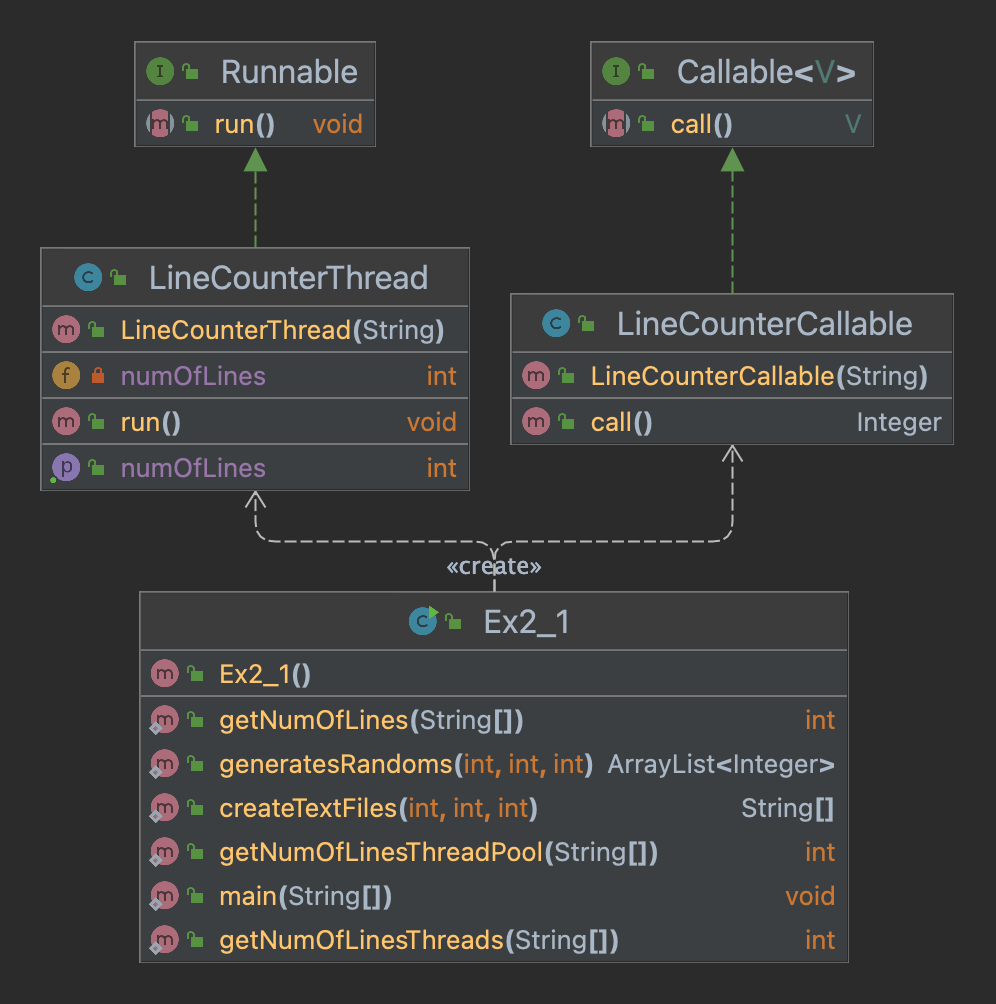 Runnable
run() void
Callable<V>
call() V
LineCounterThread
LineCounterThread(String)
numOfLines int
run() void
numOfLines int
LineCounterCallable
LineCounterCallable(String)
call() Integer
«create»
Ex2_1
Ex2_1()
getNumOfLines(String[]) int
generatesRandoms(int, int, int) ArrayList<Integer>
createTextFiles(int, int, int) String[]
getNumOfLinesThreadPool(String[]) int
main(String[]) void
getNumOfLinesThreads(String[]) int